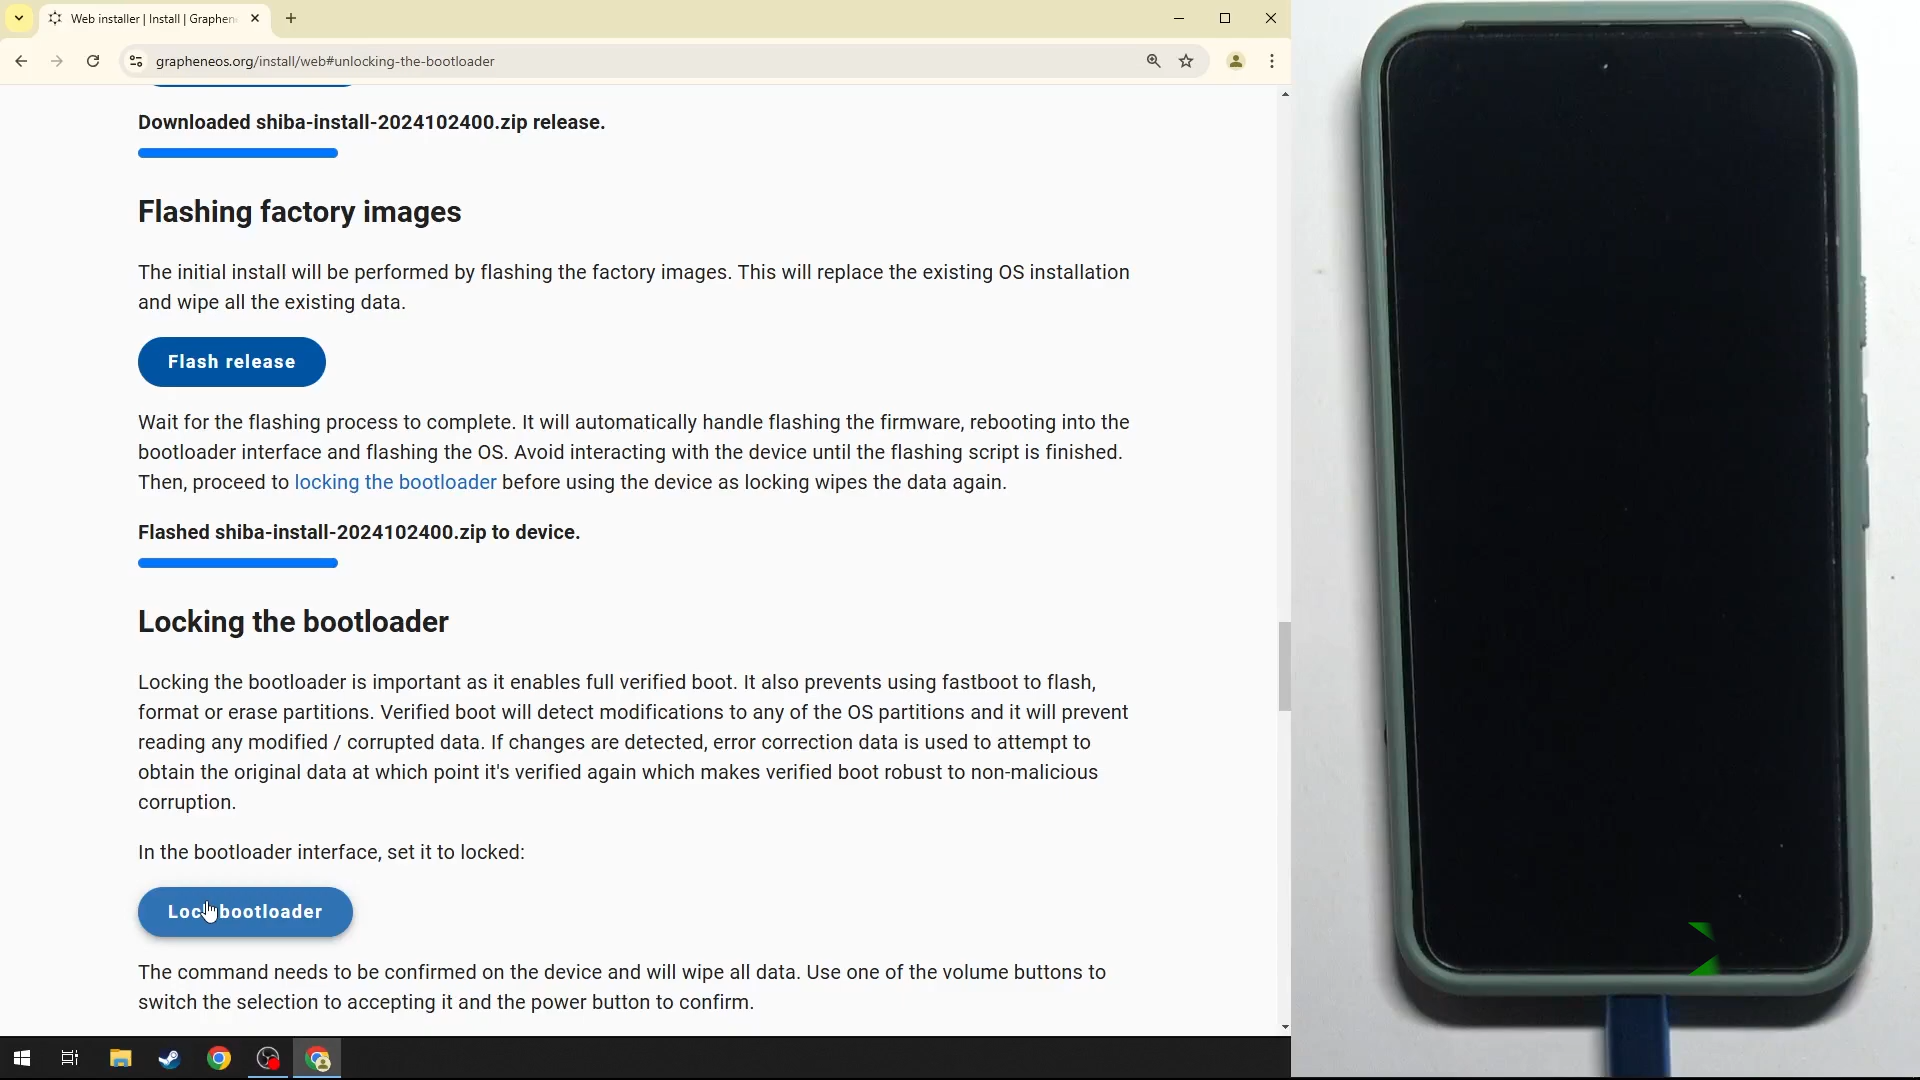 Web installer | Install | Graphen
grapheneos.org/install/web#unlocking-the-bootloader
Downloaded shiba-install-2024102400.zip release.
Flashing factory images
The initial install will be performed by flashing the factory images. This will replace the existing OS installation
and wipe all the existing data.
Flash release
Wait for the flashing process to complete. It will automatically handle flashing the firmware, rebooting into the
bootloader interface and flashing the OS. Avoid interacting with the device until the flashing script is finished.
Then, proceed to locking the bootloader before using the device as locking wipes the data again.
Flashed shiba-install-2024102400.zip to device.
Locking the bootloader
Locking the bootloader is important as it enables full verified boot. It also prevents using fastboot to flash,
format or erase partitions. Verified boot will detect modifications to any of the OS partitions and it will prevent
reading any modified / corrupted data. If changes are detected, error correction data is used to attempt to
obtain the original data at which point it's verified again which makes verified boot robust to non-malicious
corruption.
In the bootloader interface, set it to locked:
Lock bootloader
The command needs to be confirmed on the device and will wipe all data. Use one of the volume buttons to
switch the selection to accepting it and the power button to confirm.